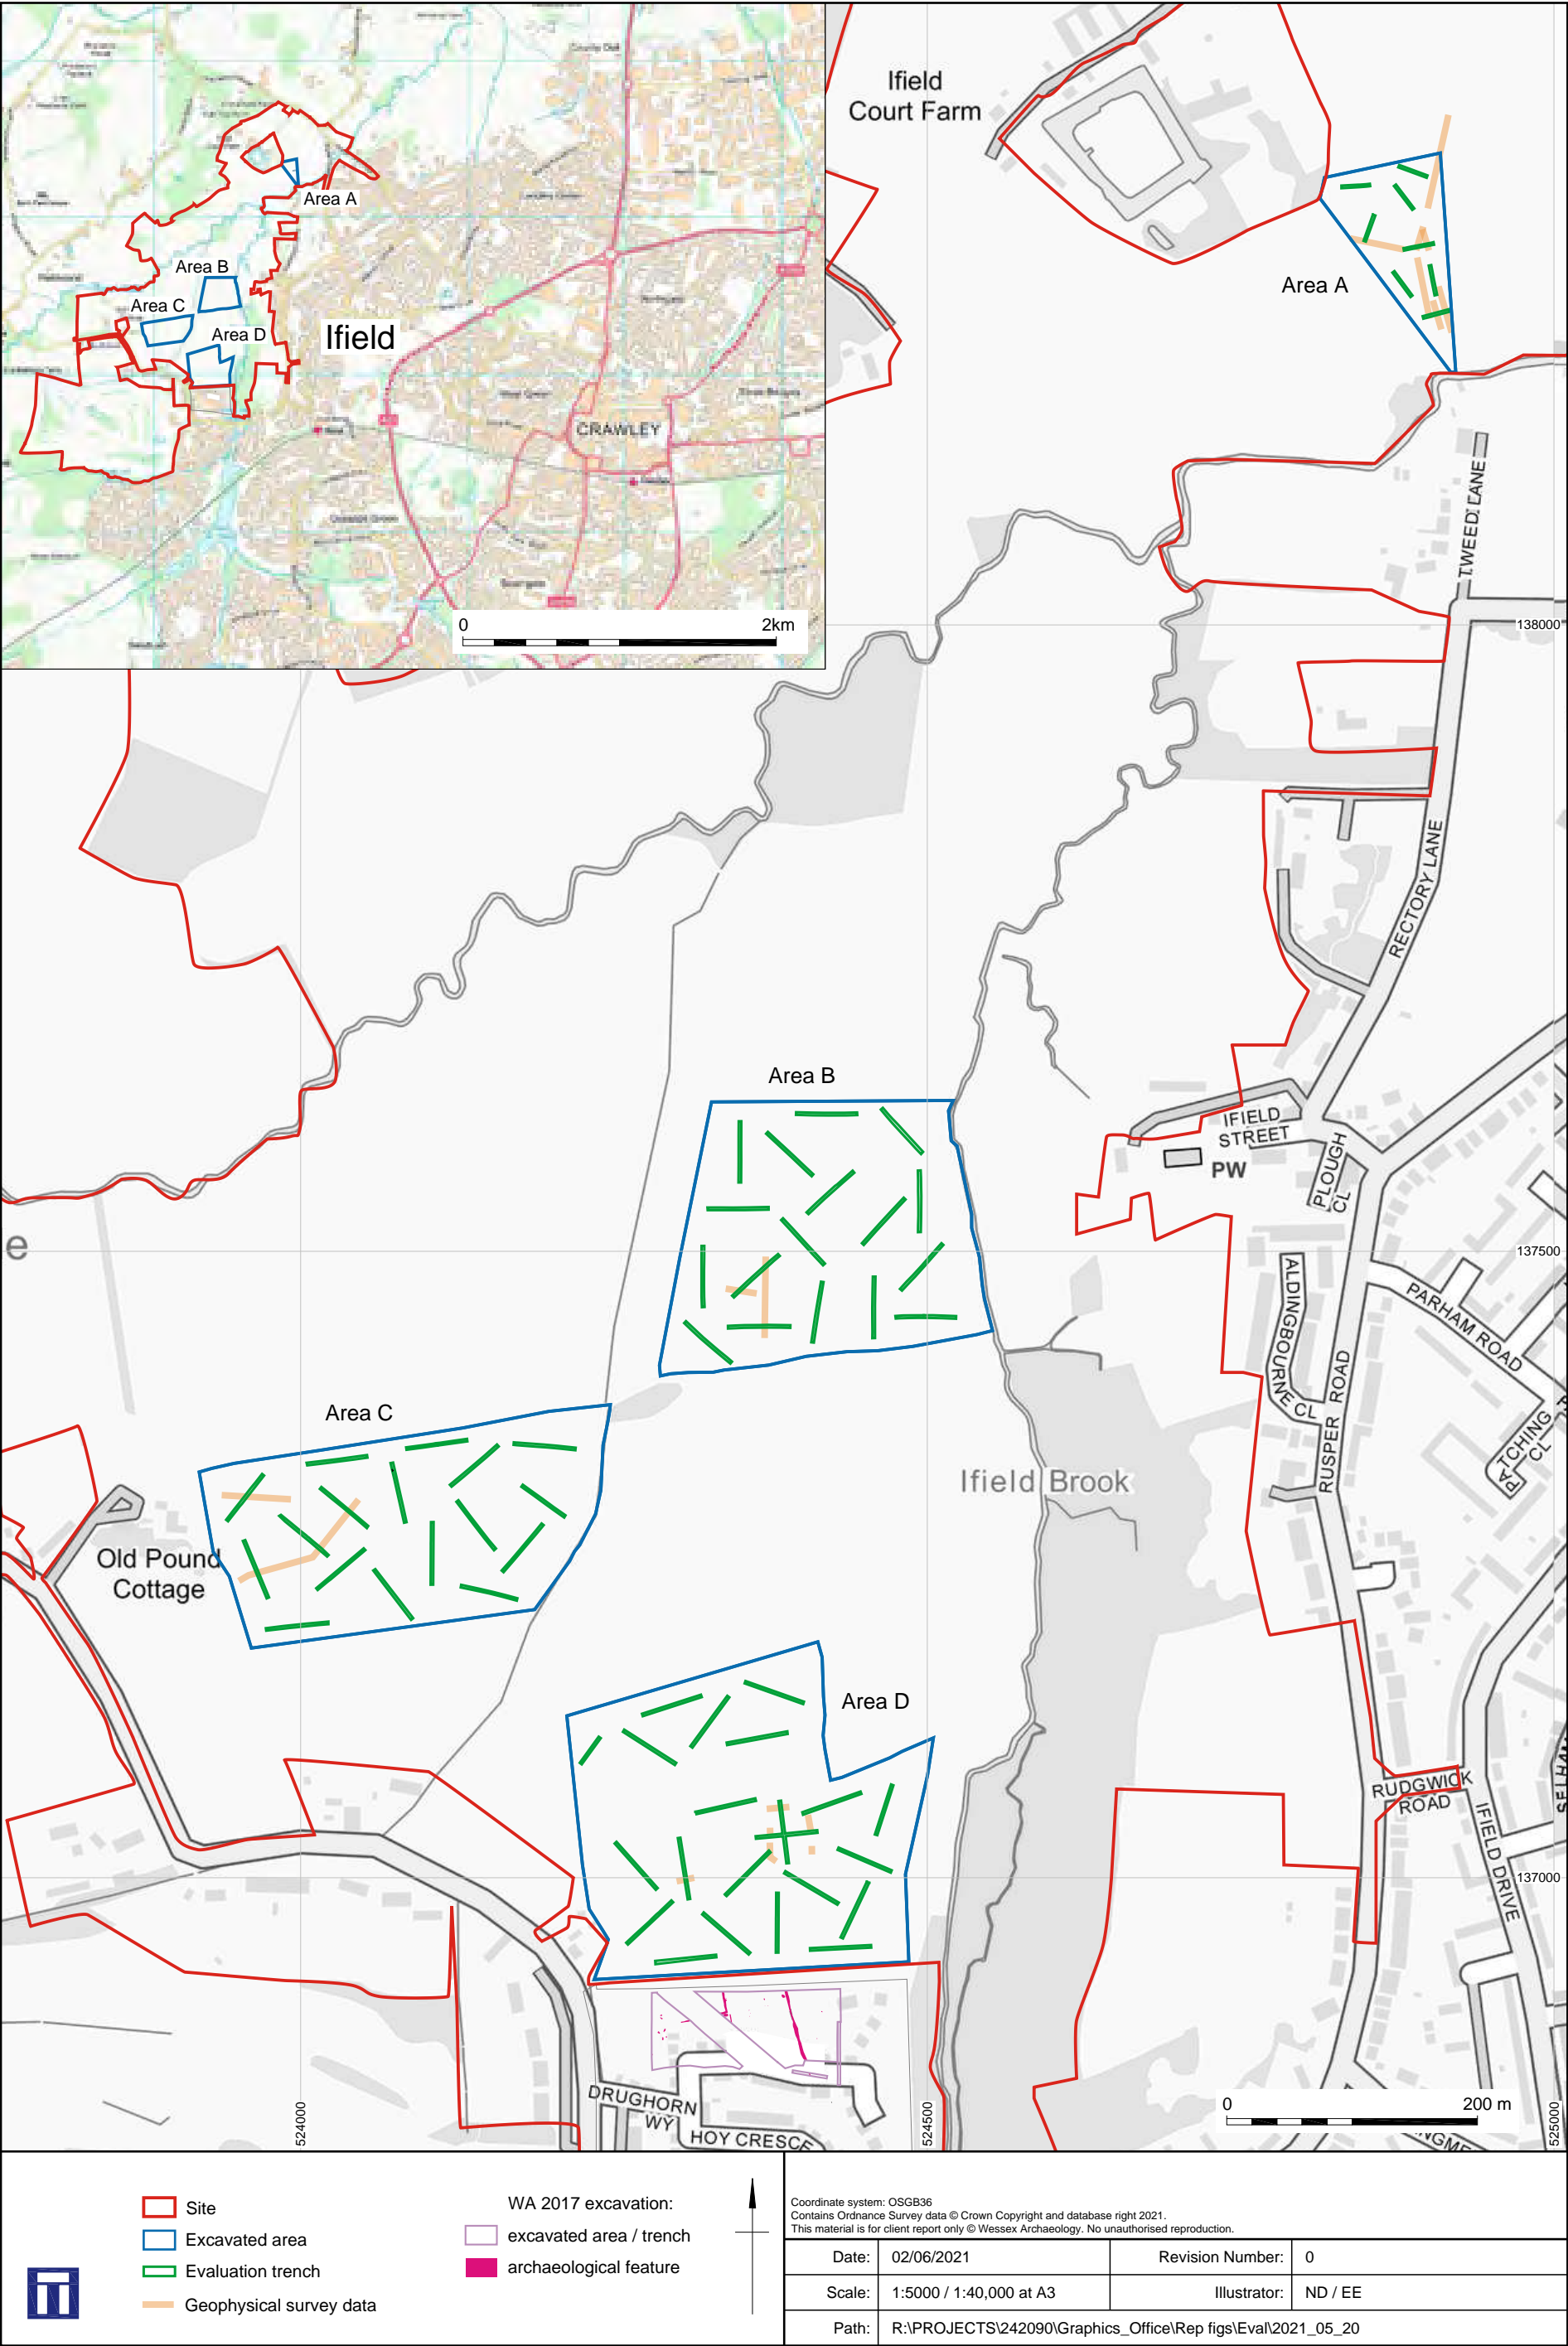 Area A
Area B
Area C
Area D
Ifield
CRAWLEY
0 2km
Ifield
Court Farm
Area A
TWEED LANE
138000
RECTORY LANE
Area B
IFIELD
STREET
PW
PLOUGH
CL
e
137500
ALDINGBOURNE CL
PARHAM ROAD
RUSPER ROAD
PATCHING
CL
Area C
Ifield Brook
Old Pound
Cottage
Area D
RUDGWICK
ROAD
IFIELD DRIVE
137000
DRUGHORN
WY
HOY CRESCE
0 200 m
524000
524500
525000
Site
Excavated area
Evaluation trench
Geophysical survey data
WA 2017 excavation:
excavated area / trench
archaeological feature
Coordinate system: OSGB36
Contains Ordnance Survey data © Crown Copyright and database right 2021.
This material is for client report only © Wessex Archaeology. No unauthorised reproduction.
Date: 02/06/2021 Revision Number: 0
Scale: 1:5000 / 1:40,000 at A3 Illustrator: ND / EE
Path: R:\PROJECTS\242090\Graphics_Office\Rep figs\Eval\2021_05_20